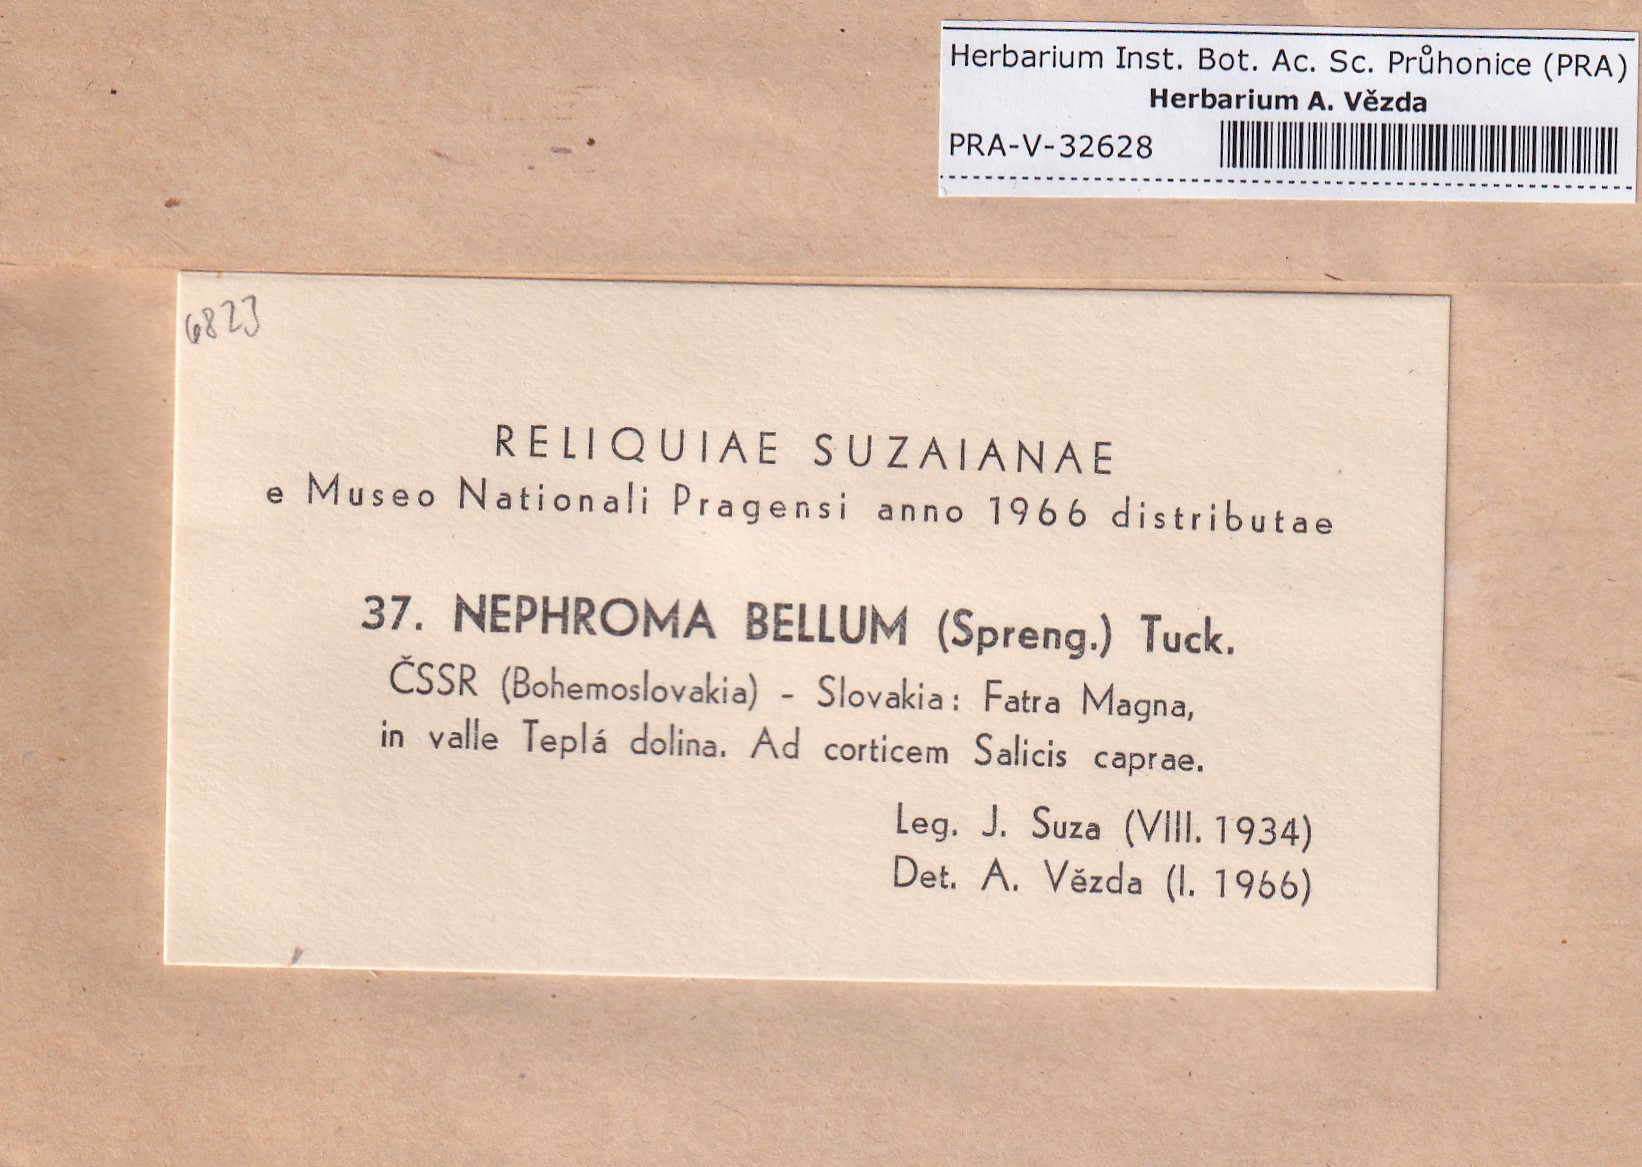 Herbarium Inst. Bot. Ac. Sc. Průhonice (PRA)
Herbarium A. Vězda
PRA-V-32628
6823
RELIQUIAE SUZAIANAE
e Museo Nationali Pragensi anno 1966 distributae
37. NEPHROMA BELLUM (Spreng.) Tuck.
ČSSR (Bohemoslovakia) - Slovakia: Fatra Magna,
in valle Teplá dolina. Ad corticem Salicis caprae.
Leg. J. Suza (VIII. 1934)
Det. A. Vězda (I. 1966)